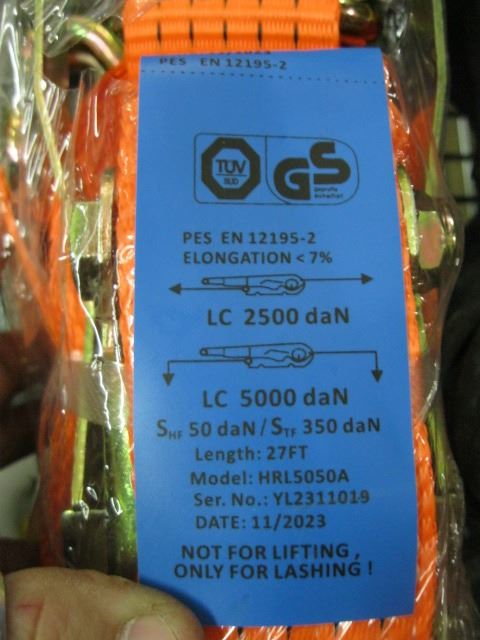 PES EN 12195-2
TÜV
SÜD
GS
geprüfte
Sicherheit
PES EN 12195-2
ELONGATION < 7%
LC 2500 daN
LC 5000 daN
SHF 50 daN / STF 350 daN
Length: 27FT
Model: HRL5050A
Ser. No.: YL2311019
DATE: 11/2023
NOT FOR LIFTING ,
ONLY FOR LASHING !